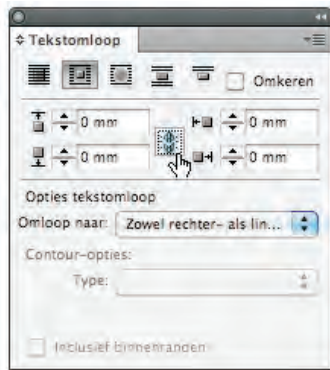 Tekstomloop
Omkeren
0 mm 0 mm
0 mm 0 mm
Opties tekstomloop
Omloop naar: Zowel rechter- als lin...
Contour-opties:
Type:
Inclusief binnenranden